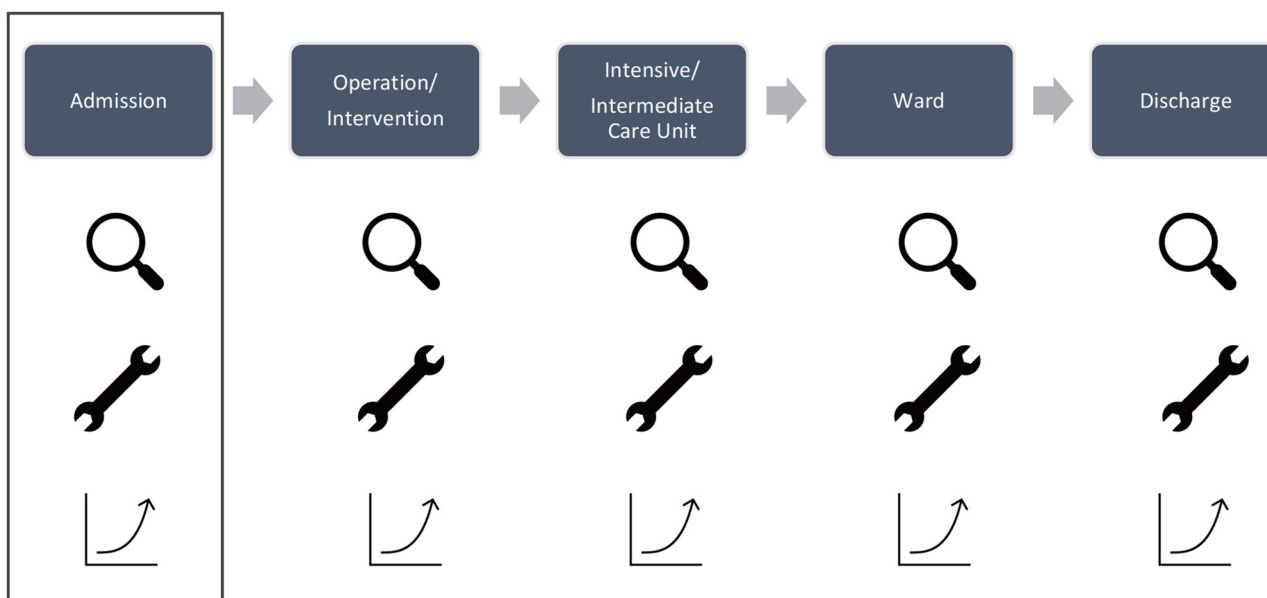 Admission
Operation/
Intervention
Intensive/
Intermediate
Care Unit
Ward
Discharge